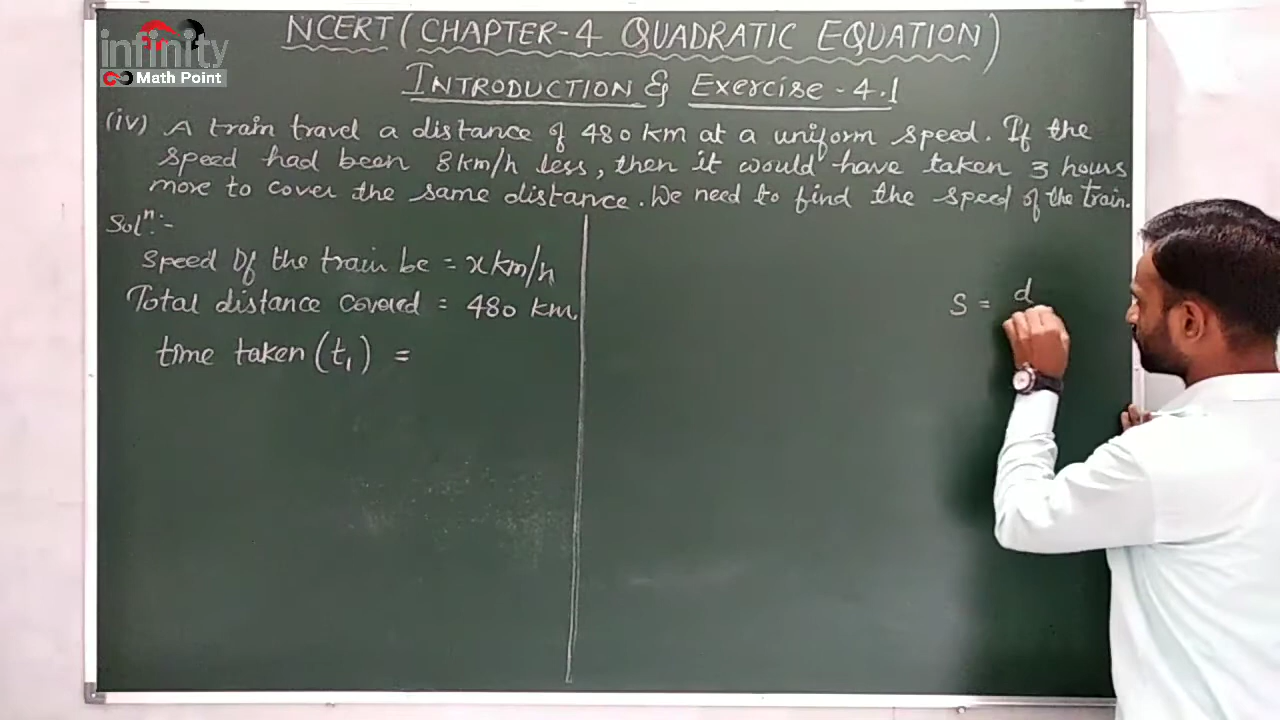 infinity
Math Point
NCERT (CHAPTER-4 QUADRATIC EQUATION)
INTRODUCTION & Exercise - 4.1
(iv) A train travel a distance of 480 km at a uniform speed. If the
speed had been 8 km/h less, then it would have taken 3 hours
more to cover the same distance. We need to find the speed of the train.
Solⁿ:-
Speed Of the train be = x km/h
Total distance covered = 480 km.
time taken (t₁) =
S = d